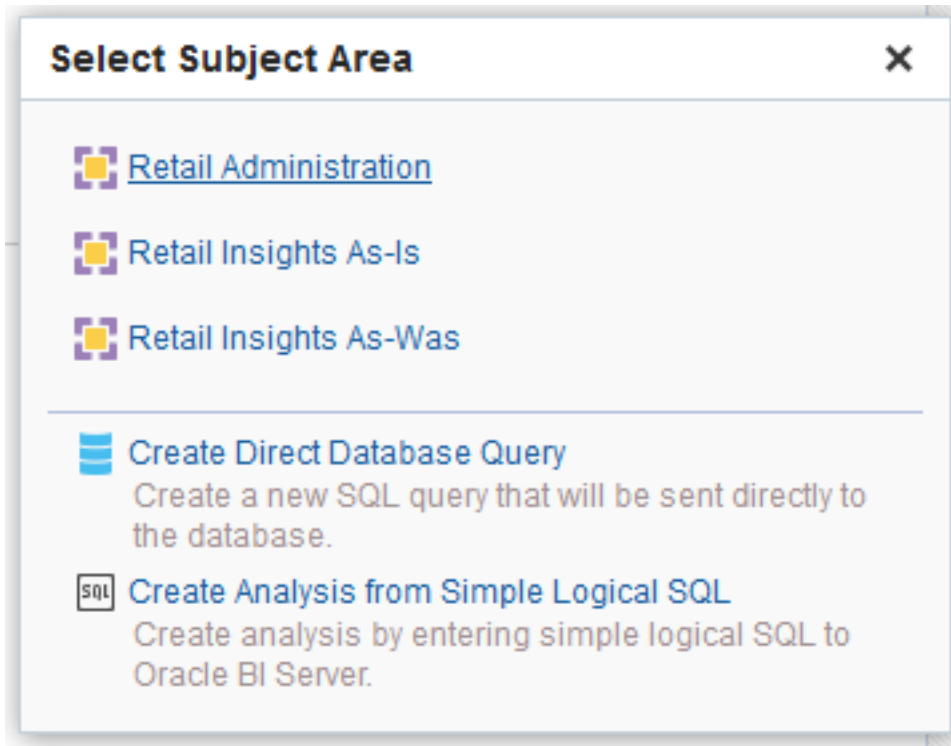 Select Subject Area
Retail Administration
Retail Insights As-Is
Retail Insights As-Was
Create Direct Database Query
Create a new SQL query that will be sent directly to
the database.
SQL Create Analysis from Simple Logical SQL
Create analysis by entering simple logical SQL to
Oracle BI Server.